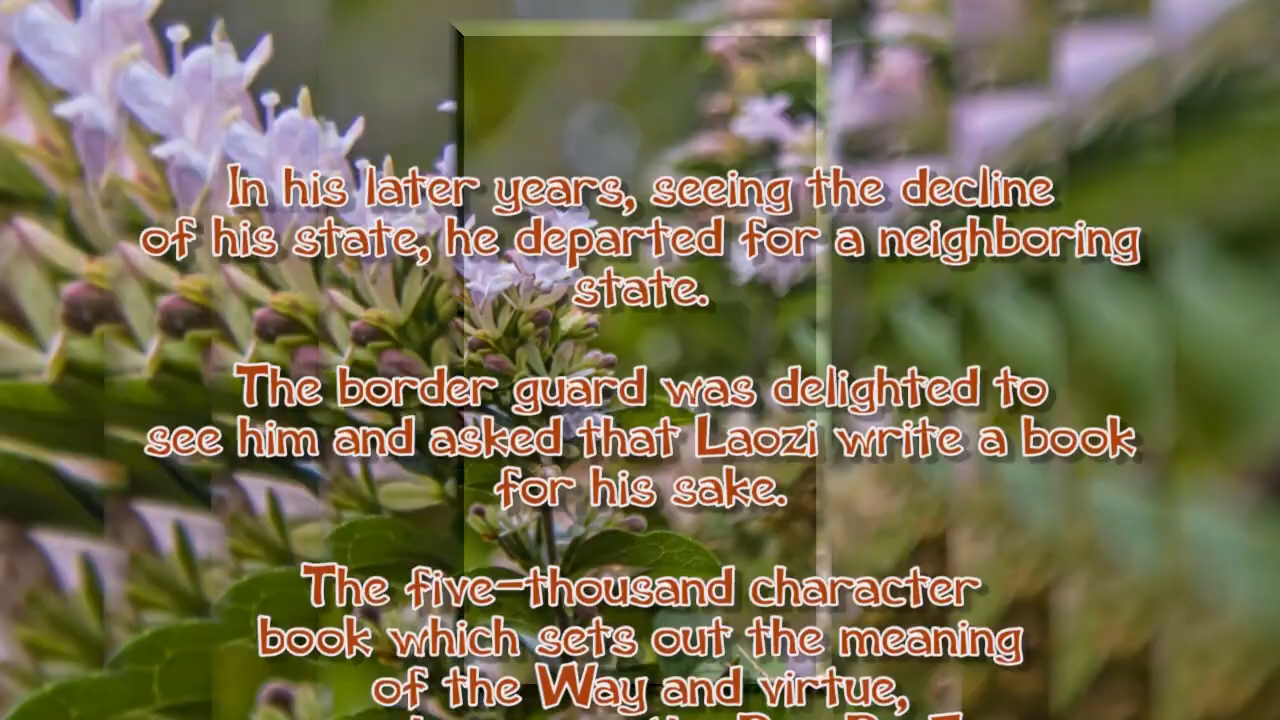 In his later years, seeing the decline
of his state, he departed for a neighboring
state.
The border guard was delighted to
see him and asked that Laozi write a book
for his sake.
The five-thousand character
book which sets out the meaning
of the Way and virtue,